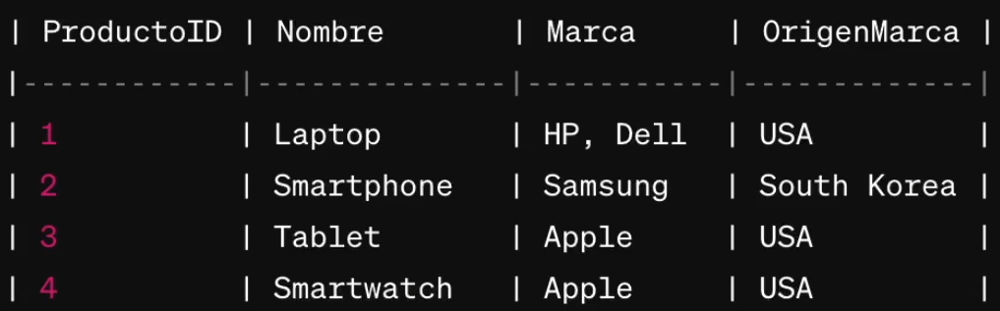 | ProductoID | Nombre | Marca | OrigenMarca |
|------------|--------------|-----------|-------------|
| 1 | Laptop | HP, Dell | USA |
| 2 | Smartphone | Samsung | South Korea |
| 3 | Tablet | Apple | USA |
| 4 | Smartwatch | Apple | USA |